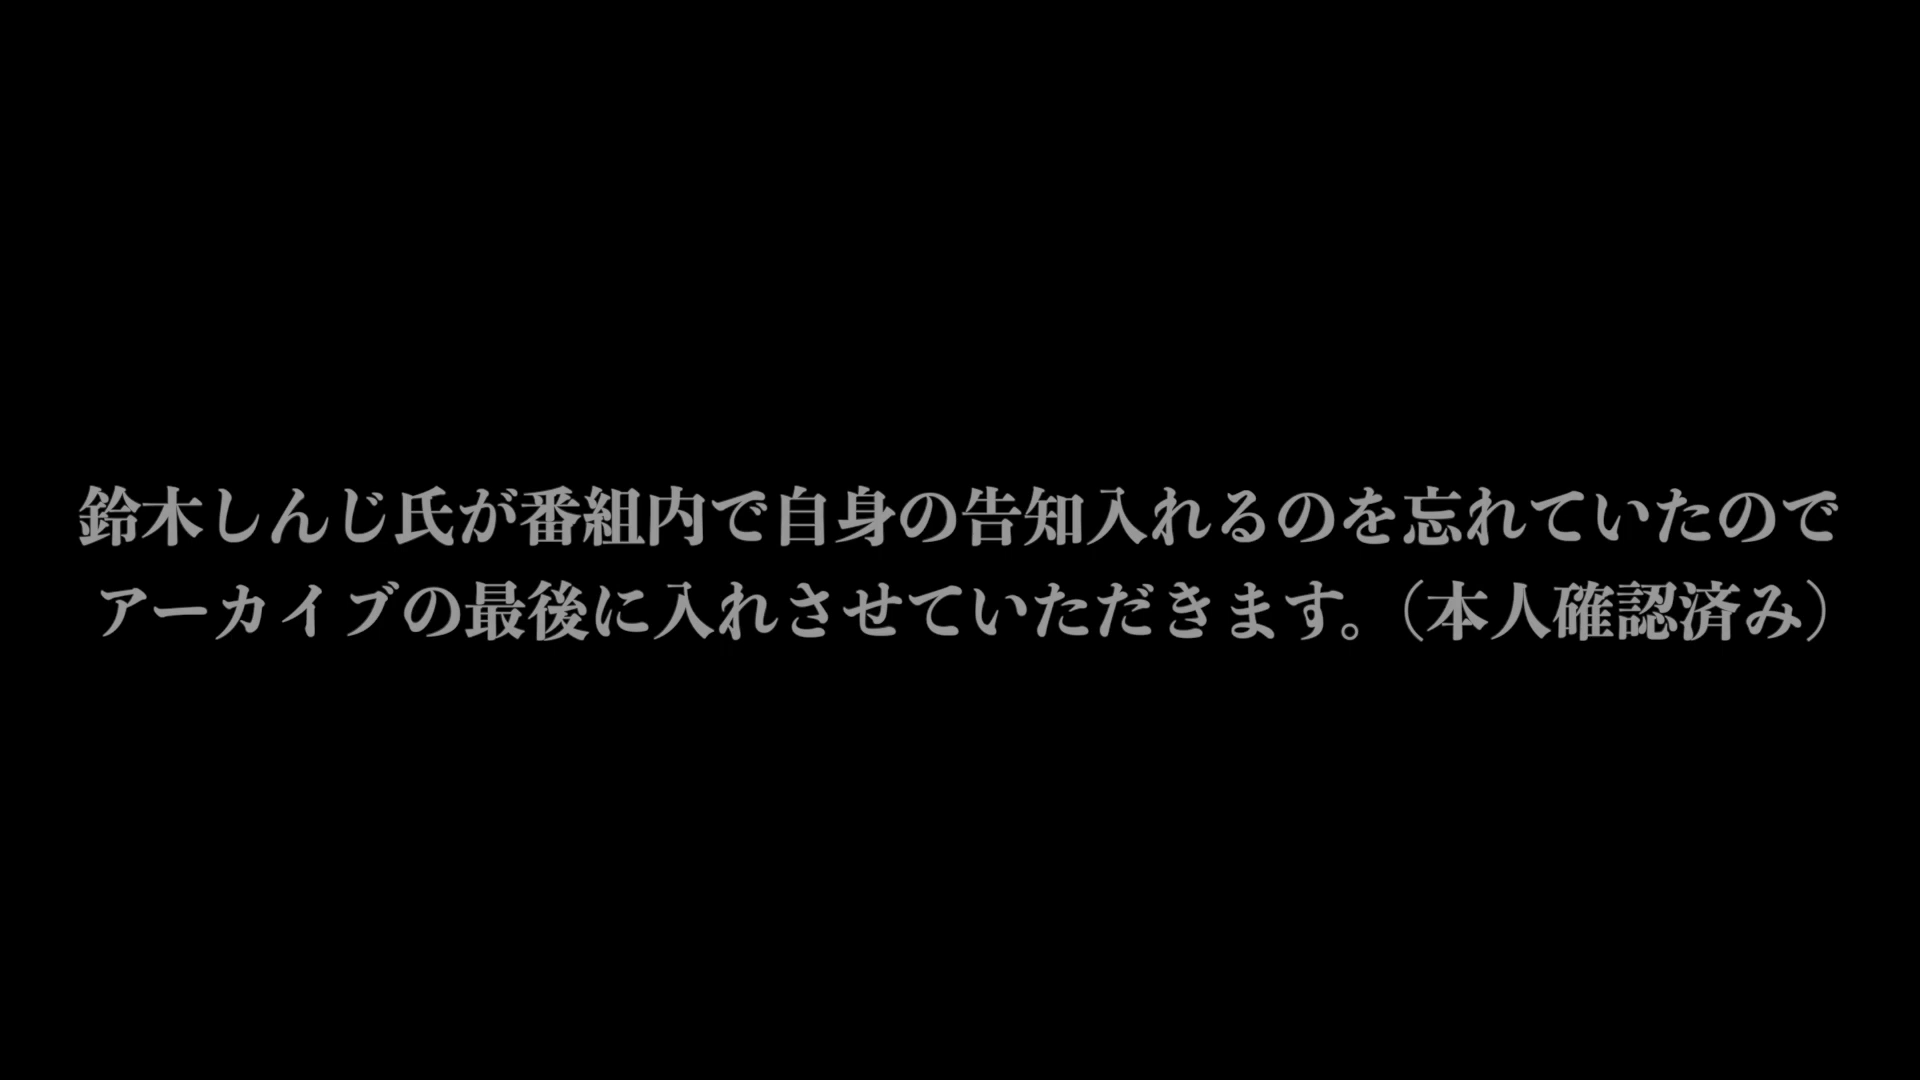 鈴木しんじ氏が番組内で自身の告知入れるのを忘れていたので
アーカイブの最後に入れさせていただきます。（本人確認済み）